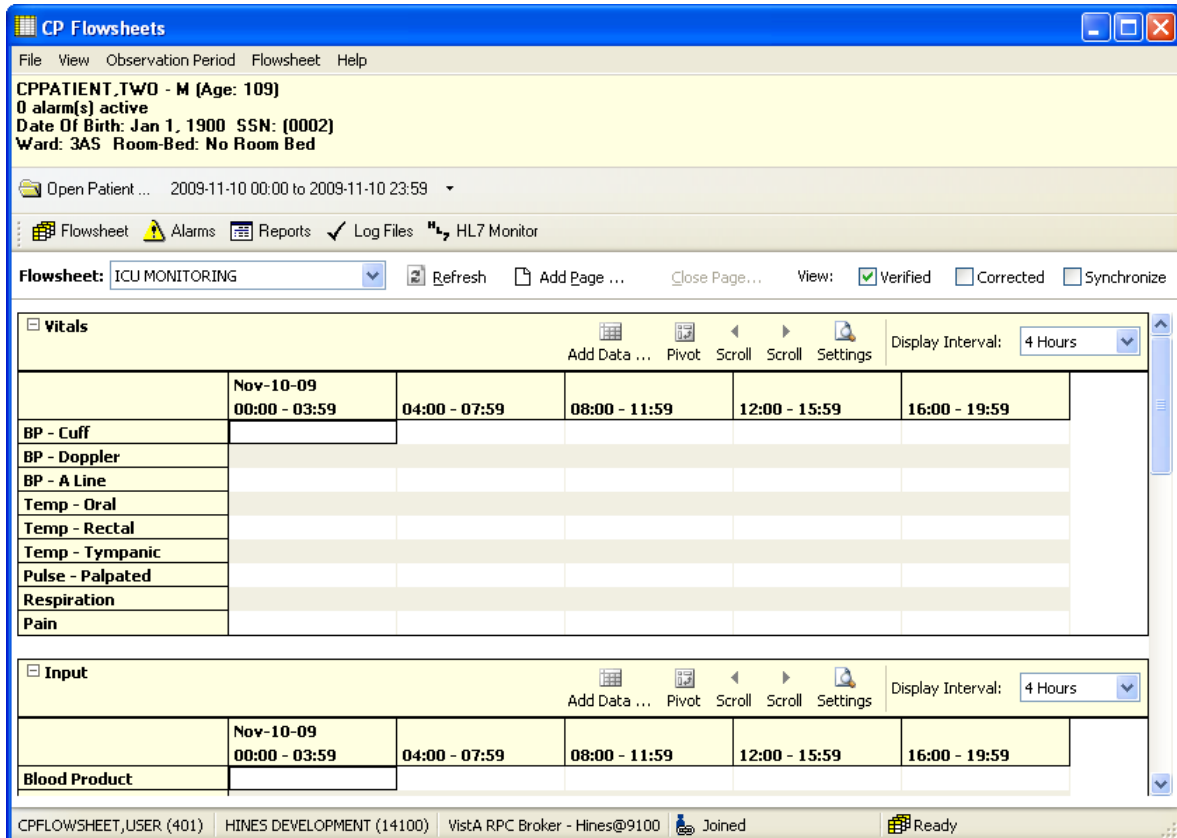 CP Flowsheets
File View Observation Period Flowsheet Help
CPPATIENT,TWO - M (Age: 109)
0 alarm(s) active
Date Of Birth: Jan 1, 1900 SSN: (0002)
Ward: 3AS Room-Bed: No Room Bed
Open Patient ... 2009-11-10 00:00 to 2009-11-10 23:59
Flowsheet Alarms Reports Log Files HL7 HL7 Monitor
Flowsheet: ICU MONITORING Refresh Add Page ... Close Page... View: Verified Corrected Synchronize
Vitals Add Data ... Pivot Scroll Scroll Settings Display Interval: 4 Hours
Nov-10-09
00:00 - 03:59 04:00 - 07:59 08:00 - 11:59 12:00 - 15:59 16:00 - 19:59
BP - Cuff
BP - Doppler
BP - A Line
Temp - Oral
Temp - Rectal
Temp - Tympanic
Pulse - Palpated
Respiration
Pain
Input Add Data ... Pivot Scroll Scroll Settings Display Interval: 4 Hours
Nov-10-09
00:00 - 03:59 04:00 - 07:59 08:00 - 11:59 12:00 - 15:59 16:00 - 19:59
Blood Product
CPFLOWSHEET,USER (401) HINES DEVELOPMENT (14100) VistA RPC Broker - Hines@9100 Joined Ready